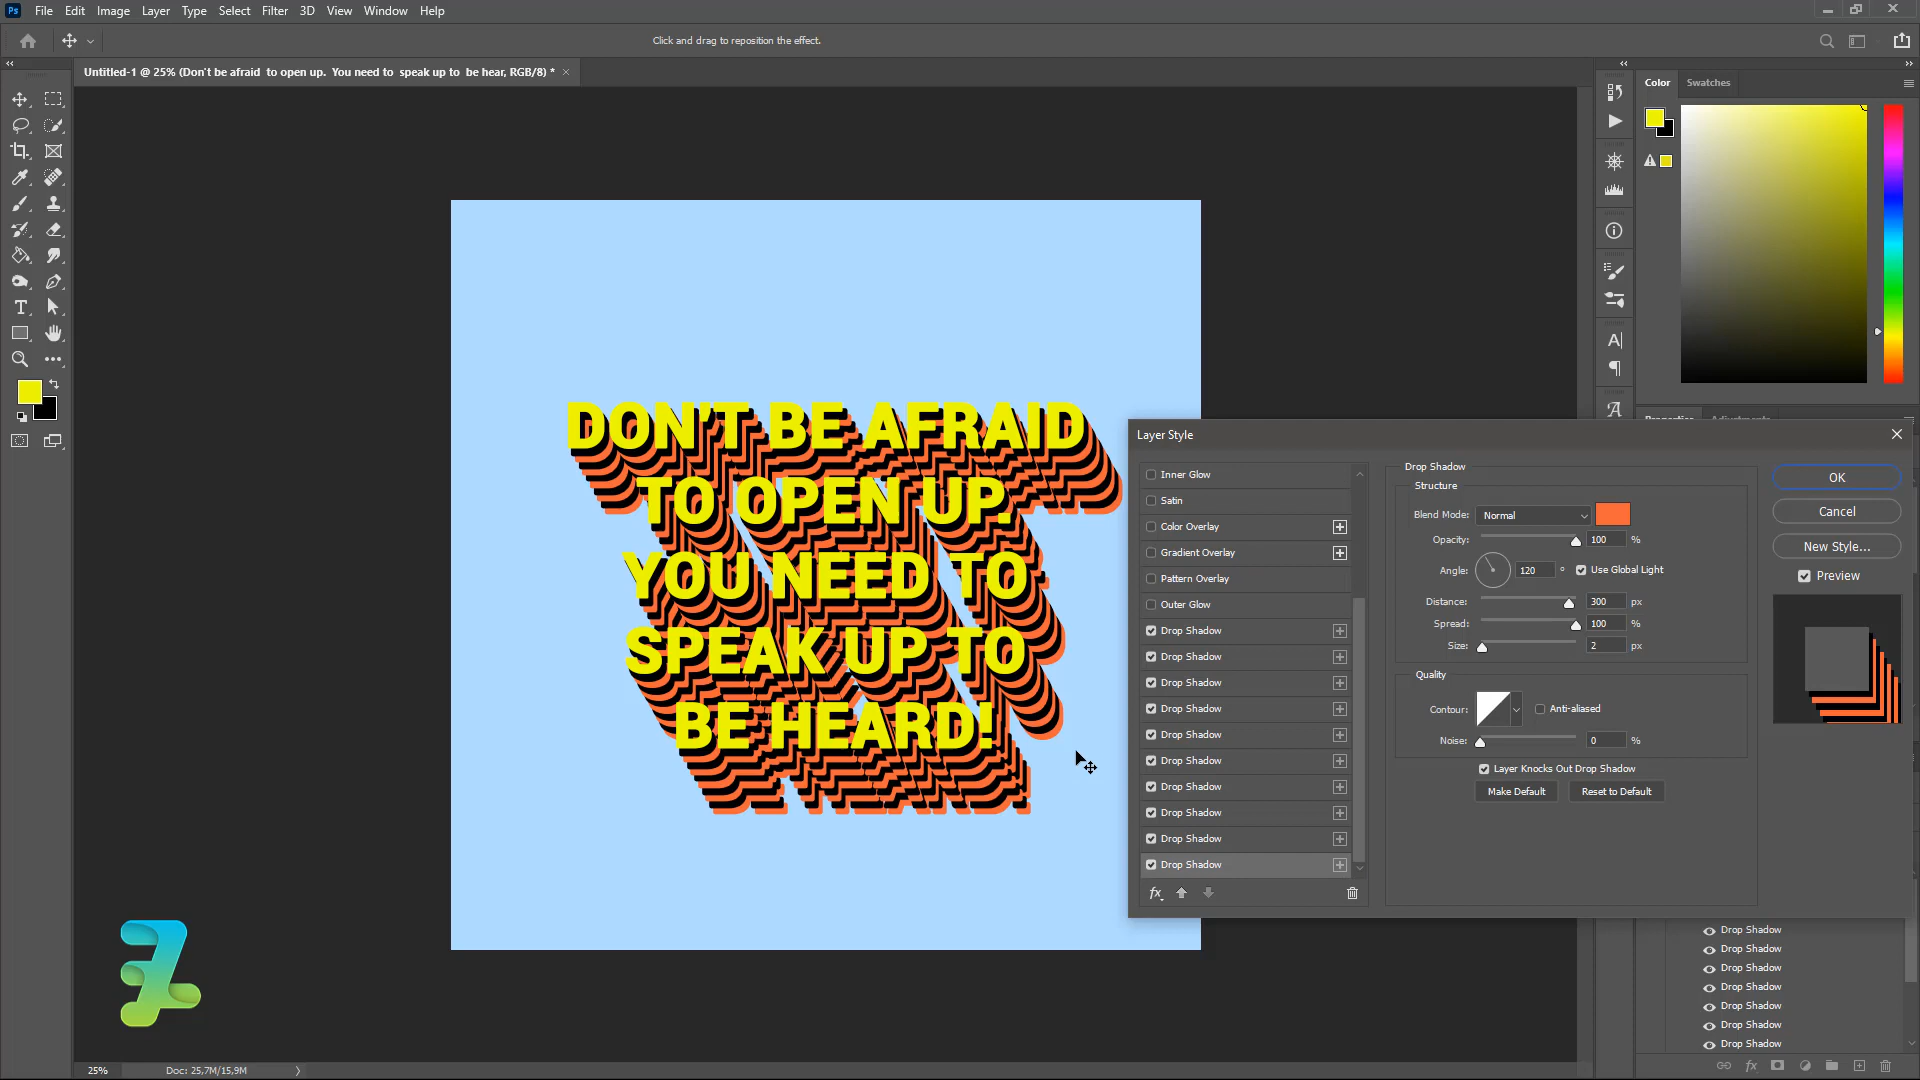 Ps File Edit Image Layer Type Select Filter 3D View Window Help
Click and drag to reposition the effect.
Untitled-1 @ 25% (Don't be afraid to open up. You need to speak up to be hear, RGB/8) *
Color Swatches
DON'T BE AFRAID
TO OPEN UP.
YOU NEED TO
SPEAK UP TO
BE HEARD!
Properties Adjustments
Layer Style
Inner Glow
Satin
Color Overlay
Gradient Overlay
Pattern Overlay
Outer Glow
Drop Shadow
Drop Shadow
Drop Shadow
Drop Shadow
Drop Shadow
Drop Shadow
Drop Shadow
Drop Shadow
Drop Shadow
Drop Shadow
fx
Drop Shadow
Structure
Blend Mode: Normal
Opacity: 100 %
Angle: 120 ° Use Global Light
Distance: 300 px
Spread: 100 %
Size: 2 px
Quality
Contour: Anti-aliased
Noise: 0 %
Layer Knocks Out Drop Shadow
Make Default Reset to Default
OK
Cancel
New Style...
Preview
Drop Shadow
Drop Shadow
Drop Shadow
Drop Shadow
Drop Shadow
Drop Shadow
Drop Shadow
fx
25% Doc: 25,7M/15,9M